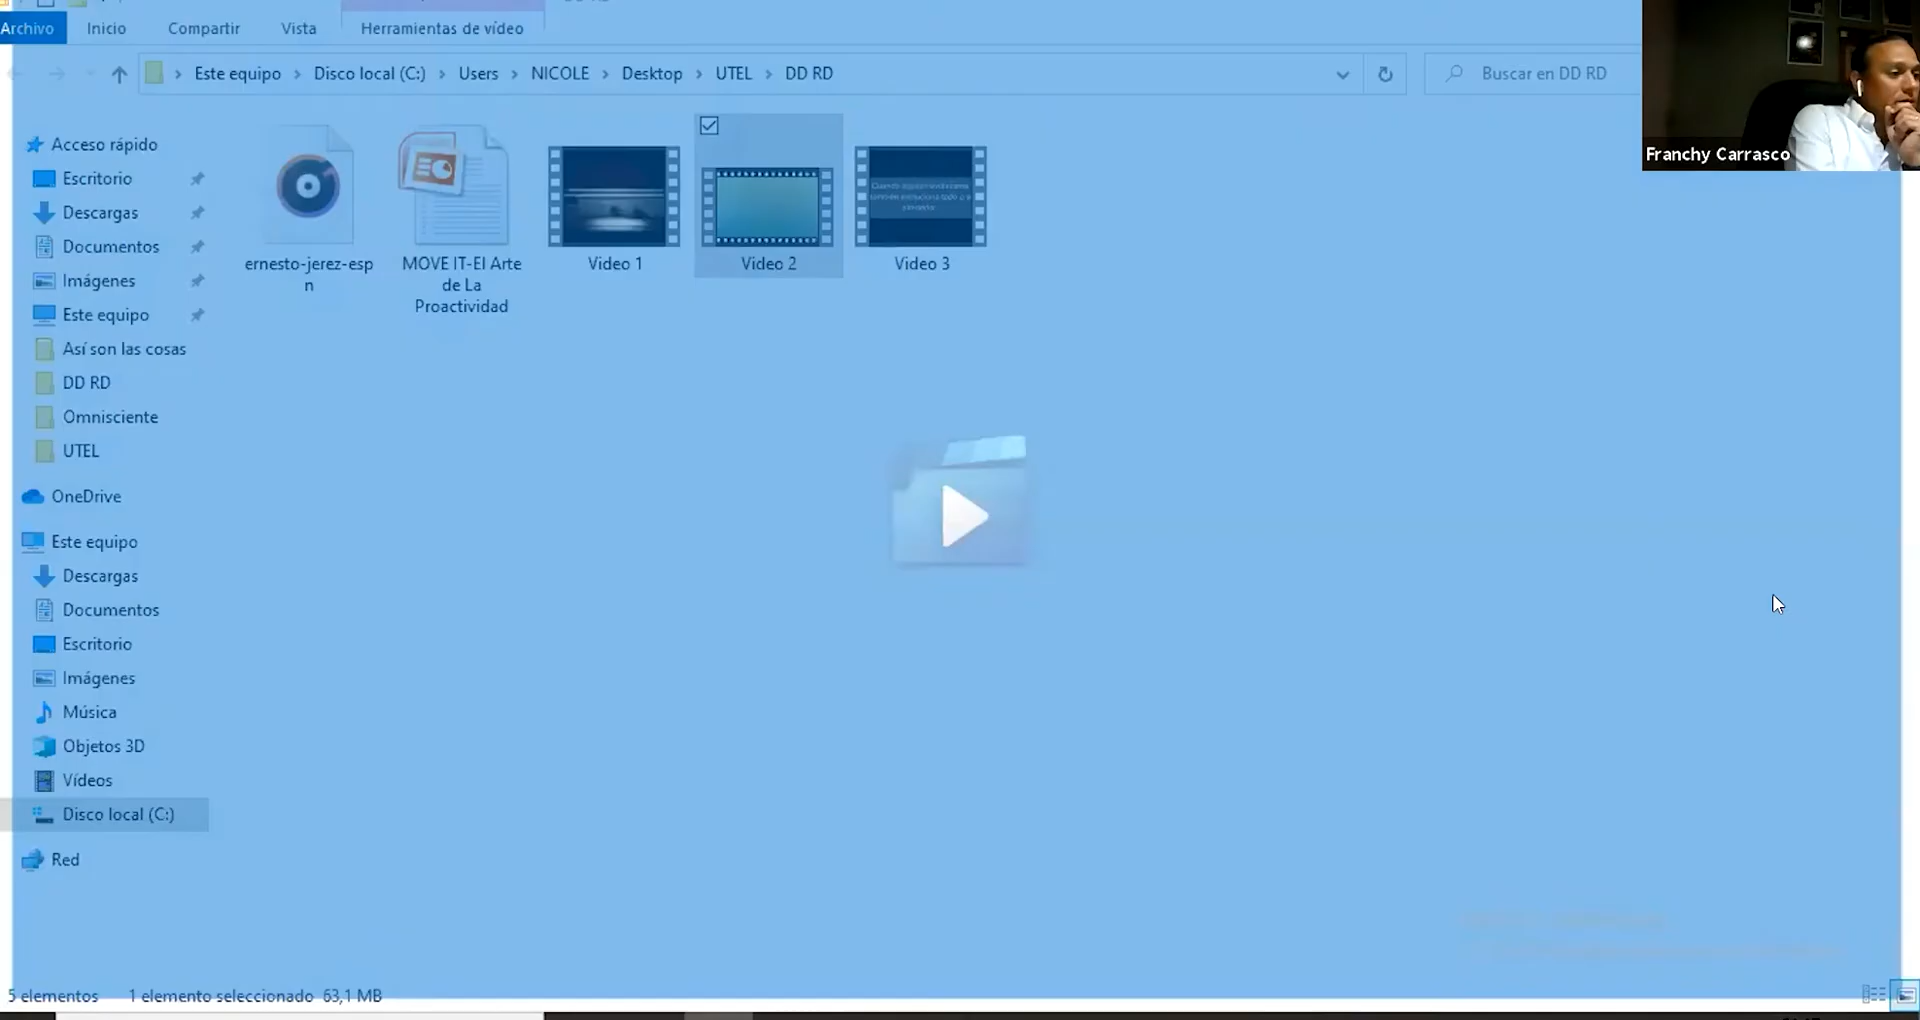 Archivo Inicio Compartir Vista Herramientas de vídeo
Este equipo Disco local (C:) Users NICOLE Desktop UTEL DD RD
Buscar en DD RD
Franchy Carrasco
Acceso rápido
Escritorio
Descargas
Documentos
Imágenes
Este equipo
Así son las cosas
DD RD
Omnisciente
UTEL
OneDrive
Este equipo
Descargas
Documentos
Escritorio
Imágenes
Música
Objetos 3D
Vídeos
Disco local (C:)
Red
ernesto-jerez-esp
n
MOVE IT-El Arte
de La
Proactividad
Video 1
Video 2
Video 3
5 elementos 1 elemento seleccionado 63,1 MB